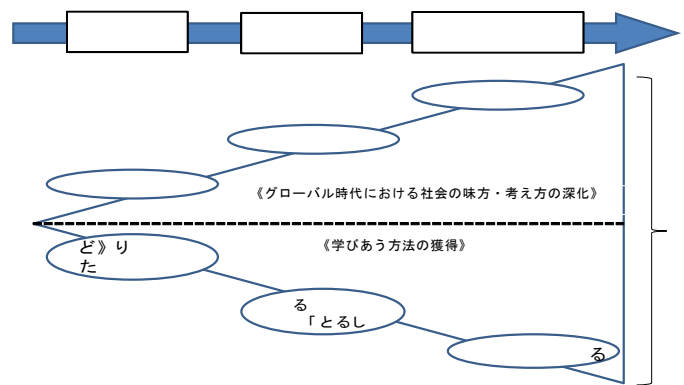 《グローバル時代における社会の味方・考え方の深化》
《学びあう方法の獲得》
ど》り
た
る
「とるし
る